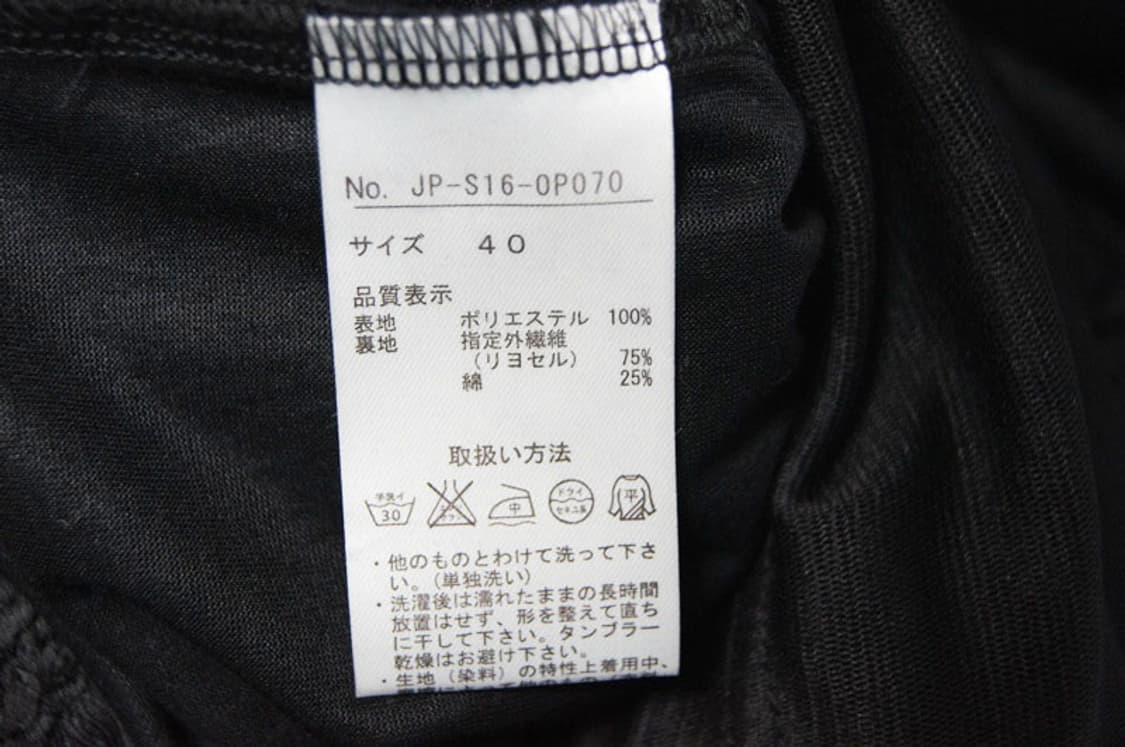 No. JP-S16-OP070
サイズ 40
品質表示
表地 ポリエステル 100%
裏地 指定外繊維
(リヨセル) 75%
綿 25%
取扱い方法
手洗イ 30 中 ドライ セキユ系 平
・他のものとわけて洗って下さ
い。(単独洗い)
・洗濯後は濡れたままの長時間
放置はせず、形を整えて直ち
に干して下さい。タンブラー
乾燥はお避け下さい。
・生地(染料)の特性上着用中、